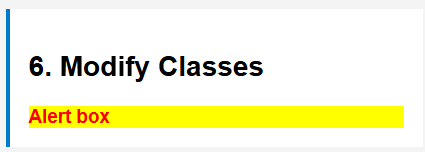 6. Modify Classes
Alert box